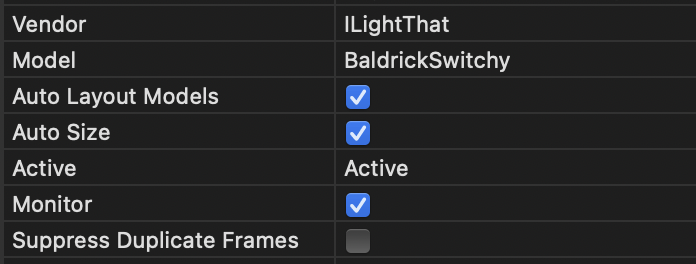 Vendor ILightThat
Model BaldrickSwitchy
Auto Layout Models
Auto Size
Active Active
Monitor
Suppress Duplicate Frames